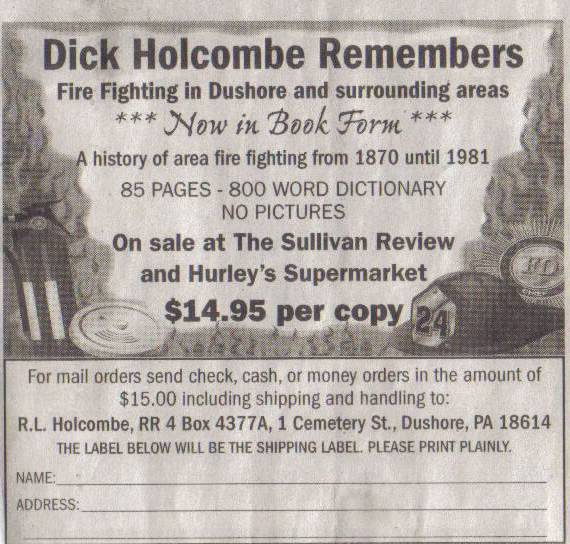 Dick Holcombe Remembers
Fire Fighting in Dushore and surrounding areas
*** Now in Book Form ***
A history of area fire fighting from 1870 until 1981
85 PAGES - 800 WORD DICTIONARY
NO PICTURES
On sale at The Sullivan Review
and Hurley's Supermarket
$14.95 per copy
FD
24
For mail orders send check, cash, or money orders in the amount of
$15.00 including shipping and handling to:
R.L. Holcombe, RR 4 Box 4377A, 1 Cemetery St., Dushore, PA 18614
THE LABEL BELOW WILL BE THE SHIPPING LABEL. PLEASE PRINT PLAINLY.
NAME:
ADDRESS: